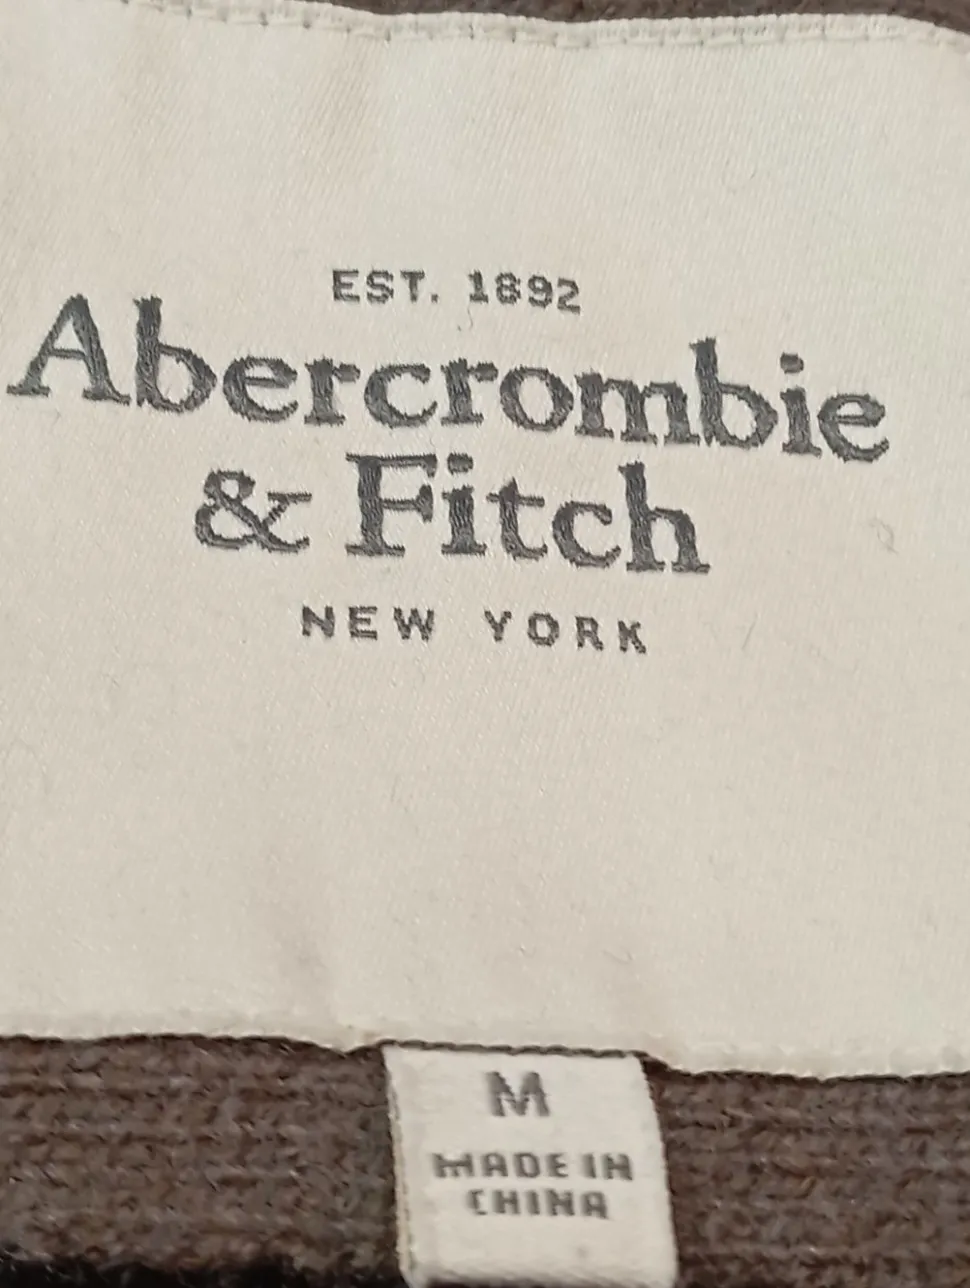 EST. 1892
Abercrombie
& Fitch
NEW YORK
M
MADE IN
CHINA